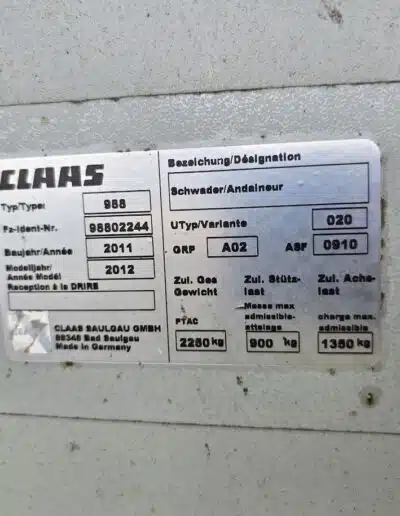 CLAAS
Typ/Type: 988
Fz-Ident-Nr. 98802244
Baujahr/Année 2011
Modelljahr/ Année Modèl 2012
Reception à la DRIRE
CLAAS SAULGAU GMBH
88348 Bad Saulgau
Made in Germany
Bezeichung/Désignation
Schwader/Andaineur
UTyp/Variante 020
GRP A02 ASF 0910
Zul. Ges Gewicht
PTAC
2250 kg
Zul. Stütz-last
Masse max admissible-attelage
900 kg
Zul. Achs-last
charge max admissible
1350 kg